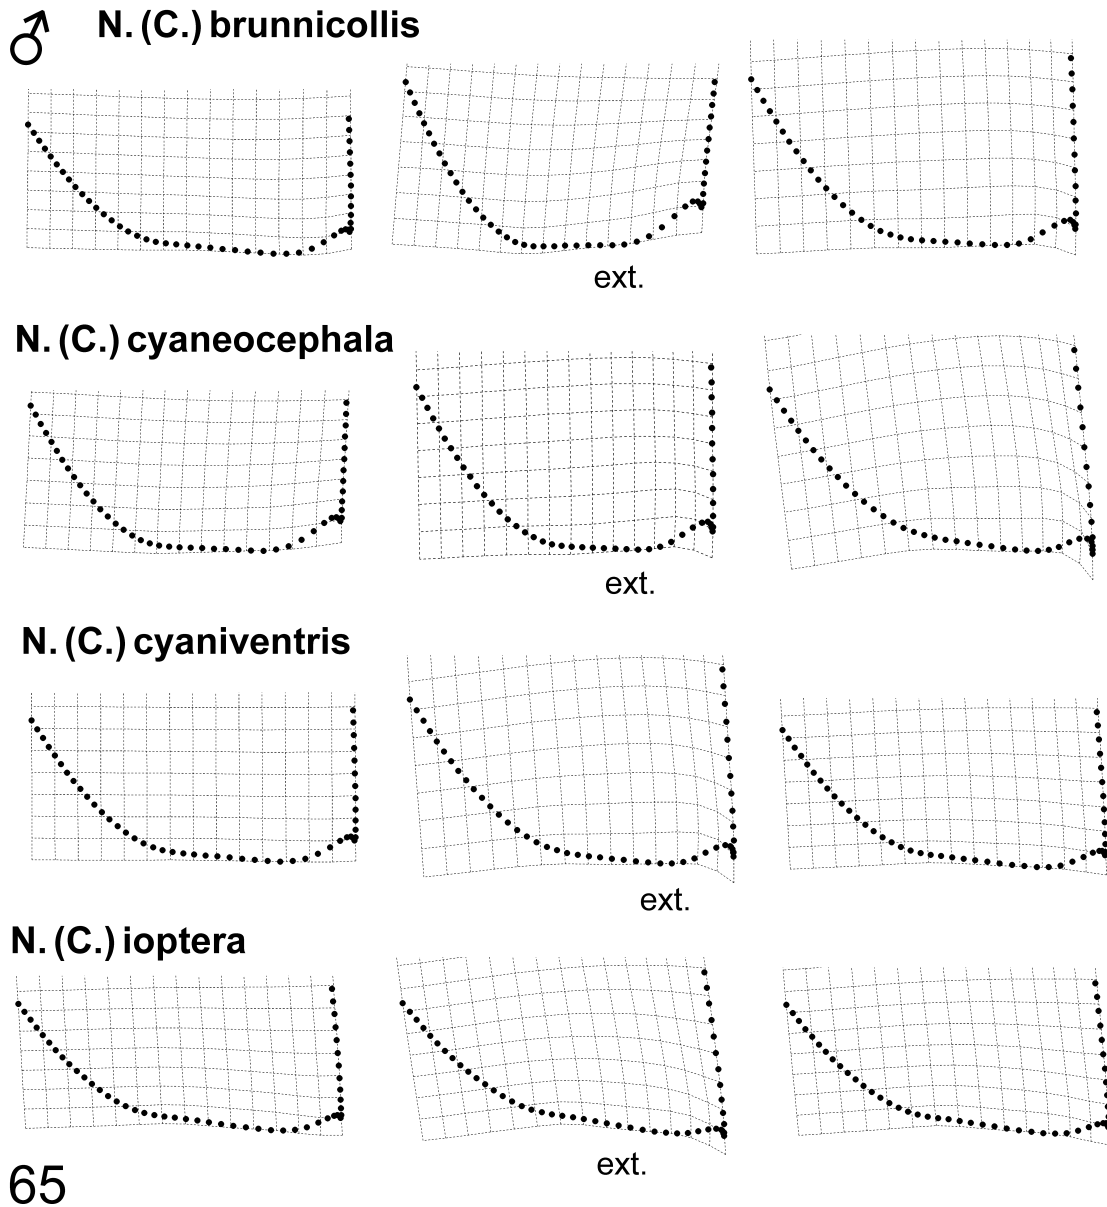 ♂ N. (C.) brunnicollis
ext.
N. (C.) cyaneocephala
ext.
N. (C.) cyaniventris
ext.
N. (C.) ioptera
ext.
65